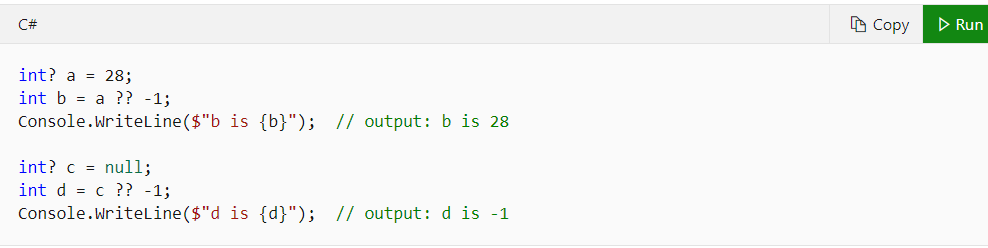 C#
Copy
Run
int? a = 28;
int b = a ?? -1;
Console.WriteLine($"b is {b}");  // output: b is 28
int? c = null;
int d = c ?? -1;
Console.WriteLine($"d is {d}");  // output: d is -1